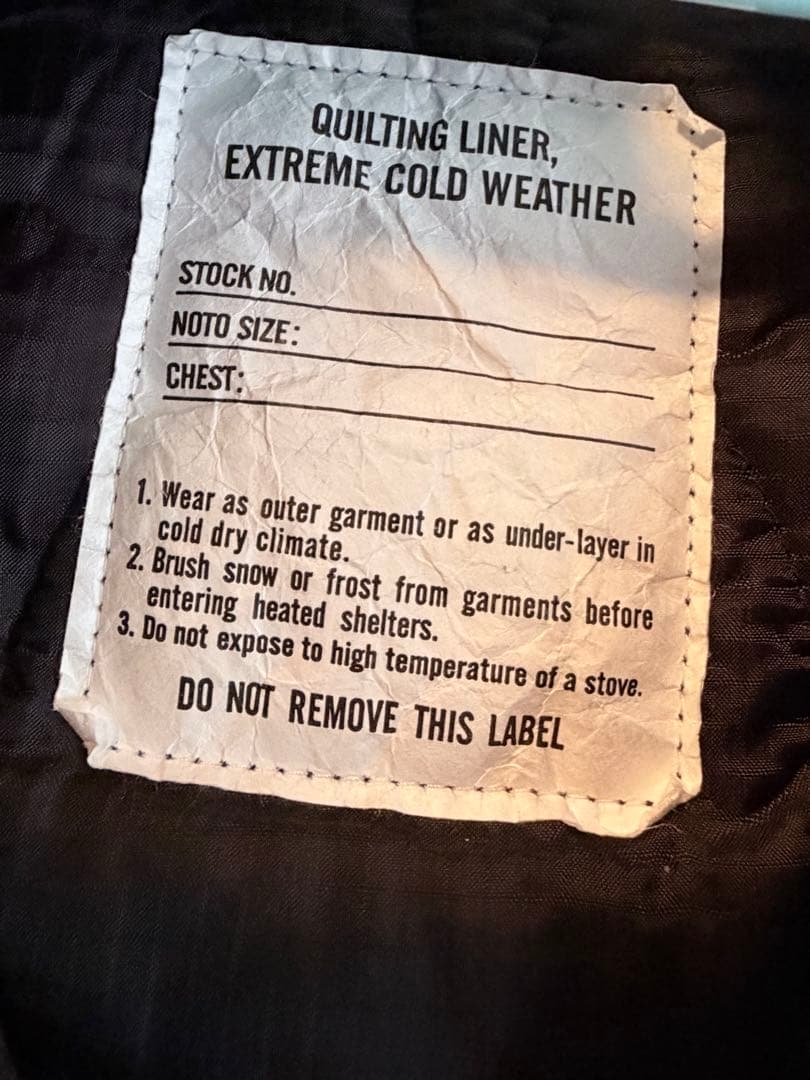 QUILTING LINER,
EXTREME COLD WEATHER
STOCK NO.
NOTO SIZE:
CHEST:
1. Wear as outer garment or as under-layer in
cold dry climate.
2. Brush snow or frost from garments before
entering heated shelters.
3. Do not expose to high temperature of a stove.
DO NOT REMOVE THIS LABEL